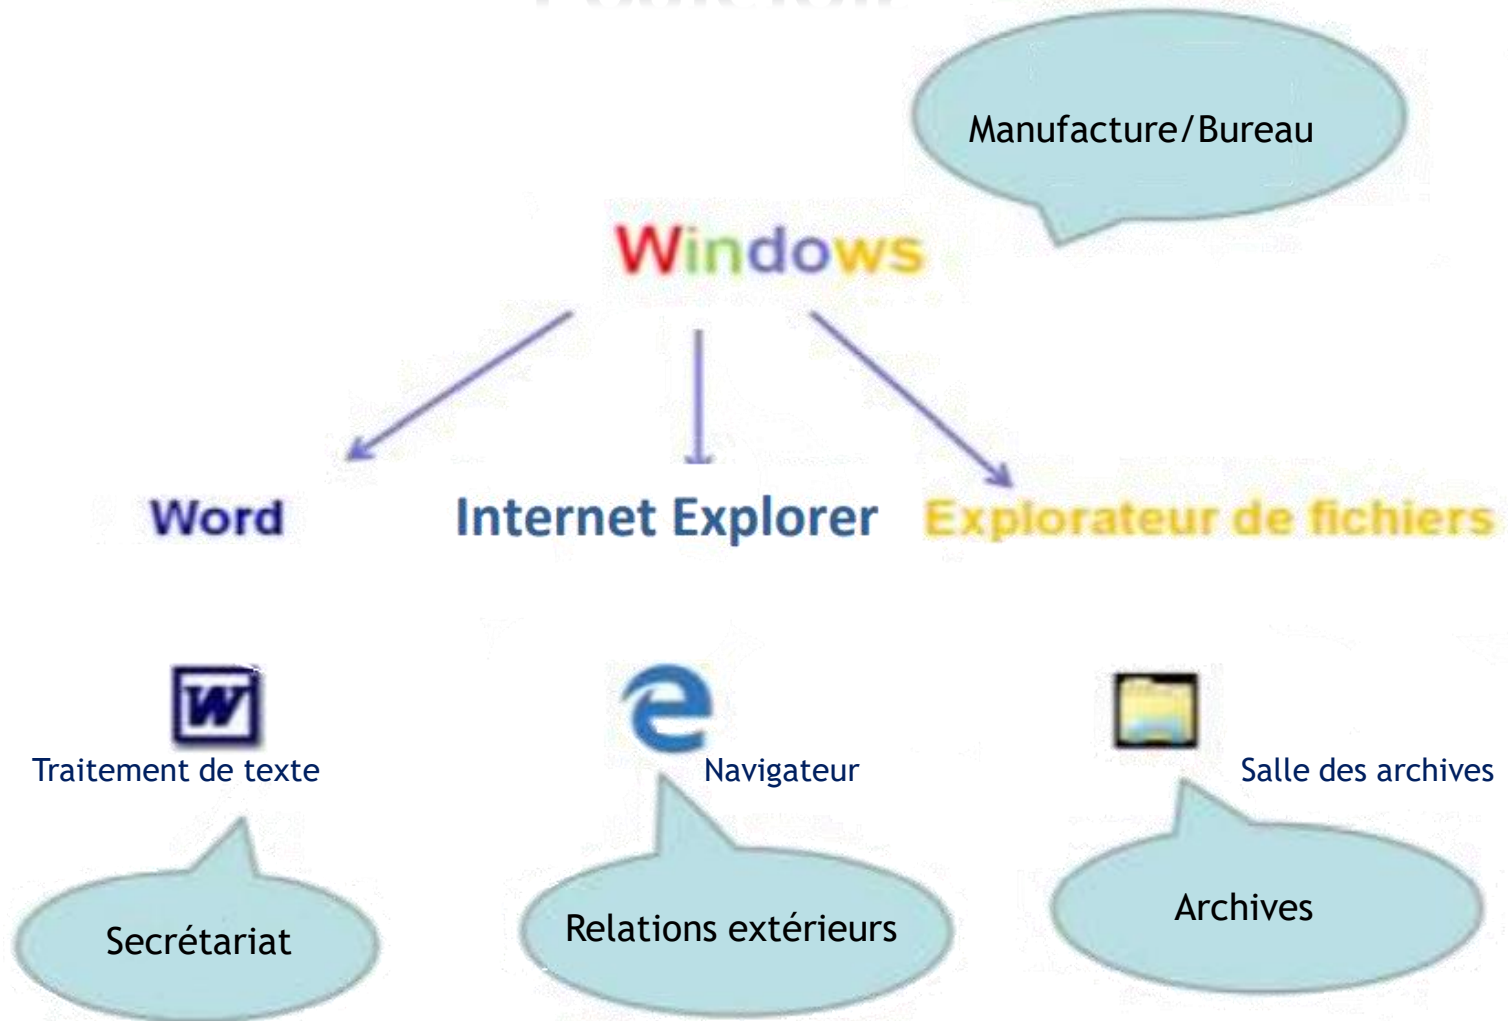 Manufacture/Bureau
Windows
Word
Internet Explorer
Explorateur de fichiers
W
Traitement de texte
Navigateur
Salle des archives
Secrétariat
Relations extérieurs
Archives